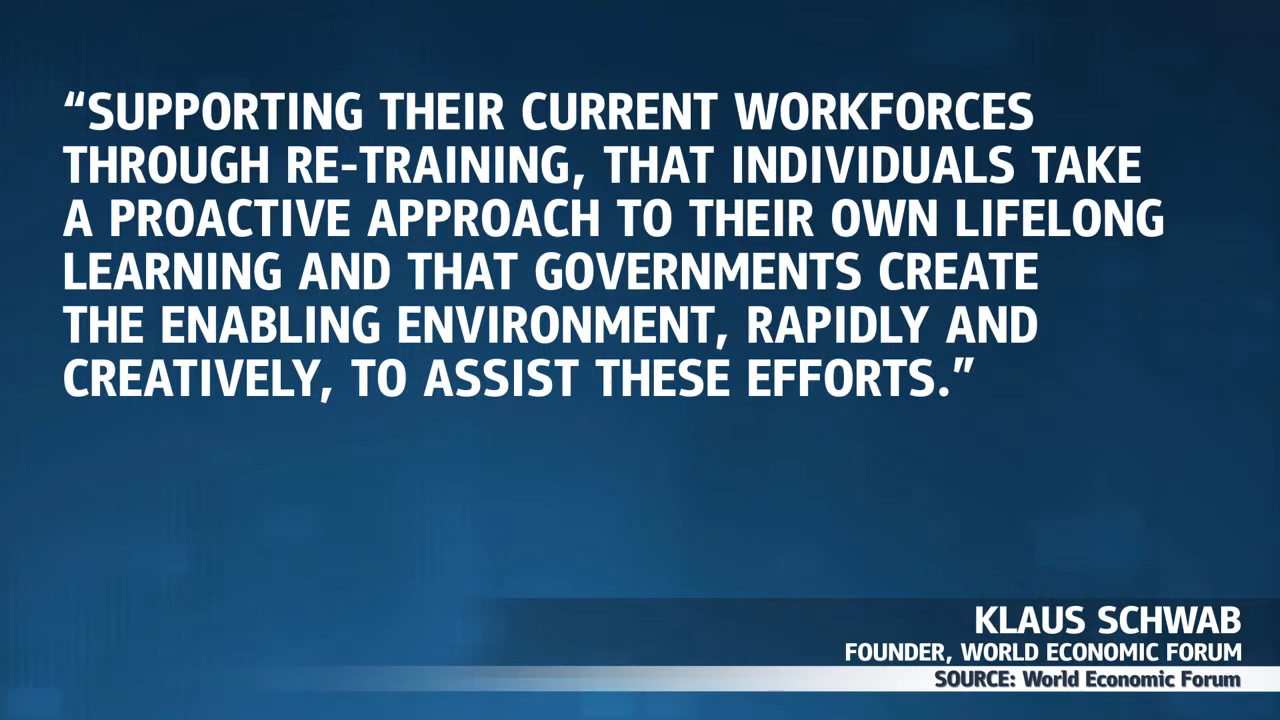 “SUPPORTING THEIR CURRENT WORKFORCES
THROUGH RE-TRAINING, THAT INDIVIDUALS TAKE
A PROACTIVE APPROACH TO THEIR OWN LIFELONG
LEARNING AND THAT GOVERNMENTS CREATE
THE ENABLING ENVIRONMENT, RAPIDLY AND
CREATIVELY, TO ASSIST THESE EFFORTS.”
KLAUS SCHWAB
FOUNDER, WORLD ECONOMIC FORUM
SOURCE: World Economic Forum